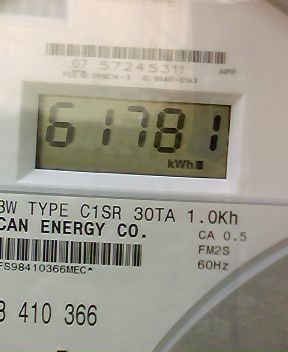 07 57245311
61781
kWh
3W TYPE C1SR 30TA 1.0Kh
CAN ENERGY CO.
CA 0.5
FM2S
FS98410366MEC*
60Hz
410 366